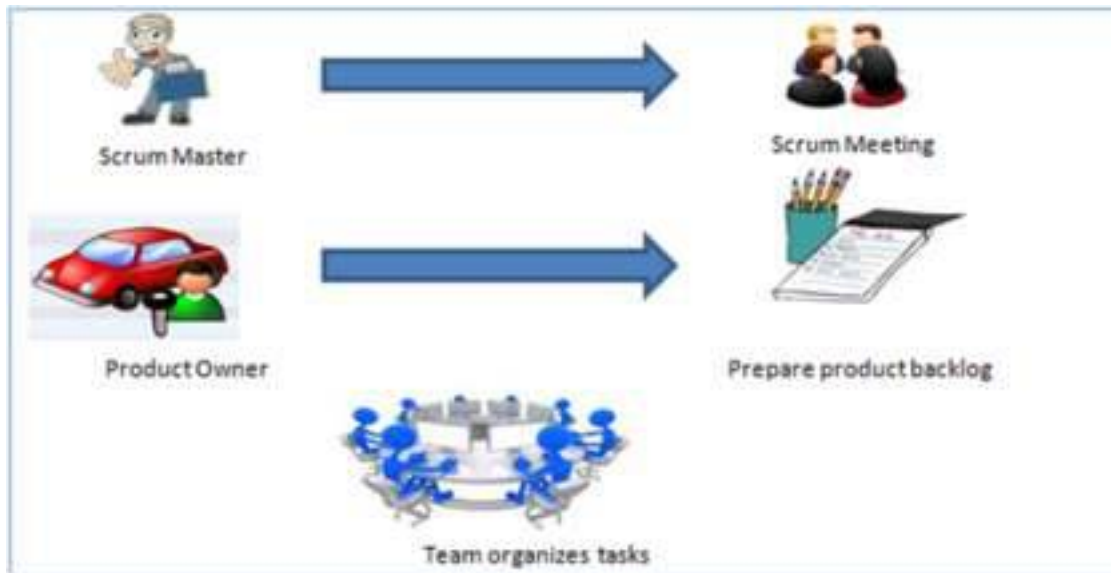 Scrum Master
Scrum Meeting
Product Owner
Prepare product backlog
Team organizes tasks